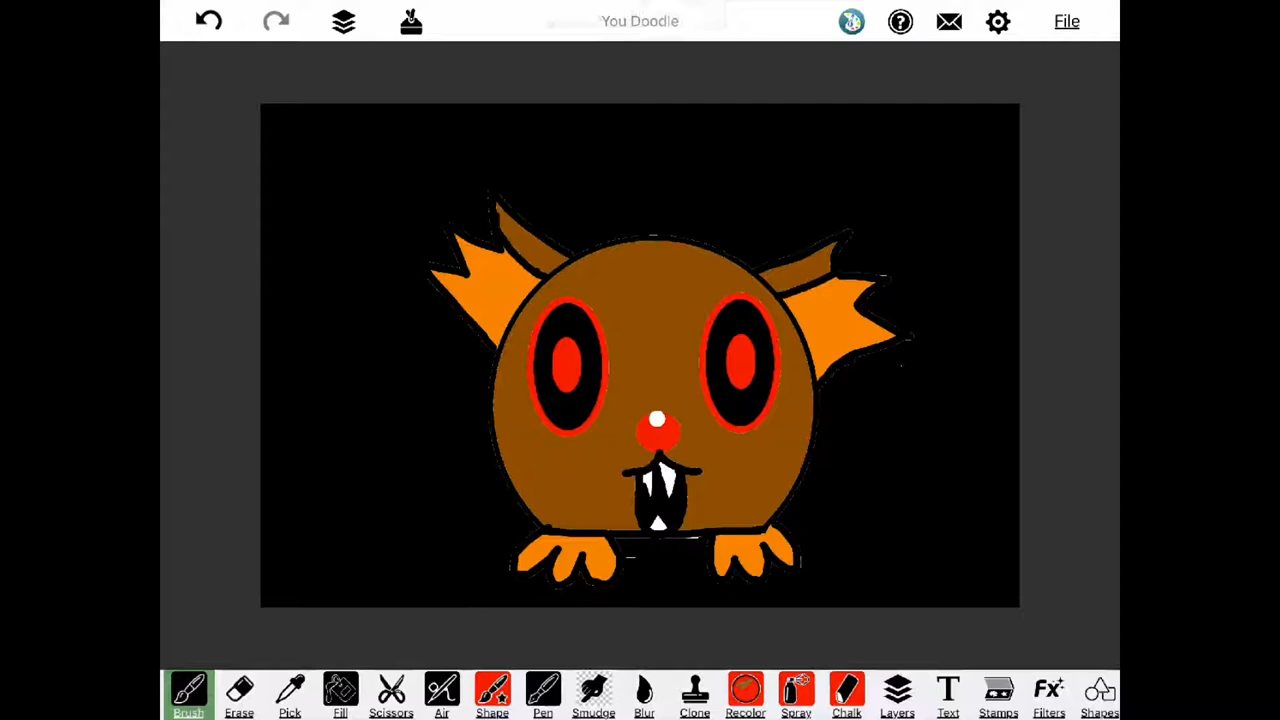 You Doodle
File
Brush Erase Pick Fill Scissors Air Shape Pen Smudge Blur Clone Recolor Spray Chalk Layers Text Stamps Filters Shapes